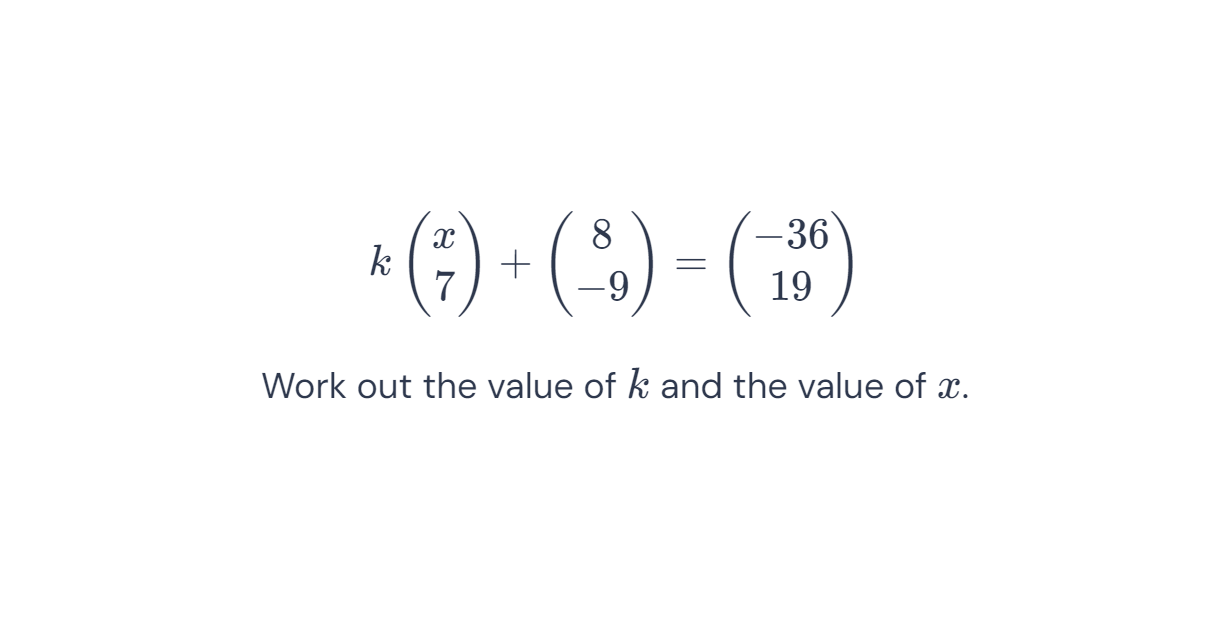 $k \begin{pmatrix} x \\ 7 \end{pmatrix} + \begin{pmatrix} 8 \\ -9 \end{pmatrix} = \begin{pmatrix} -36 \\ 19 \end{pmatrix}$
Work out the value of $k$ and the value of $x$.